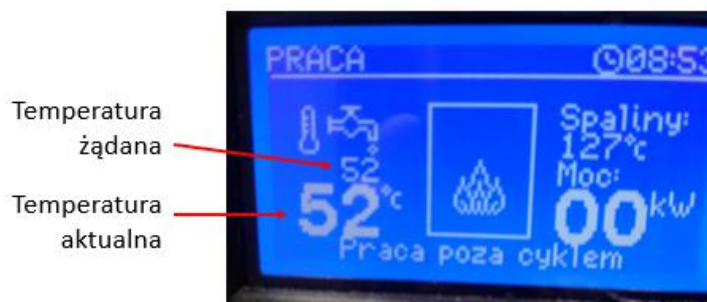 PRACA 08:53
Temperatura
żądana
Temperatura
aktualna
52°
52°C
Spaliny:
127°C
Moc:
00kW
Praca poza cyklem